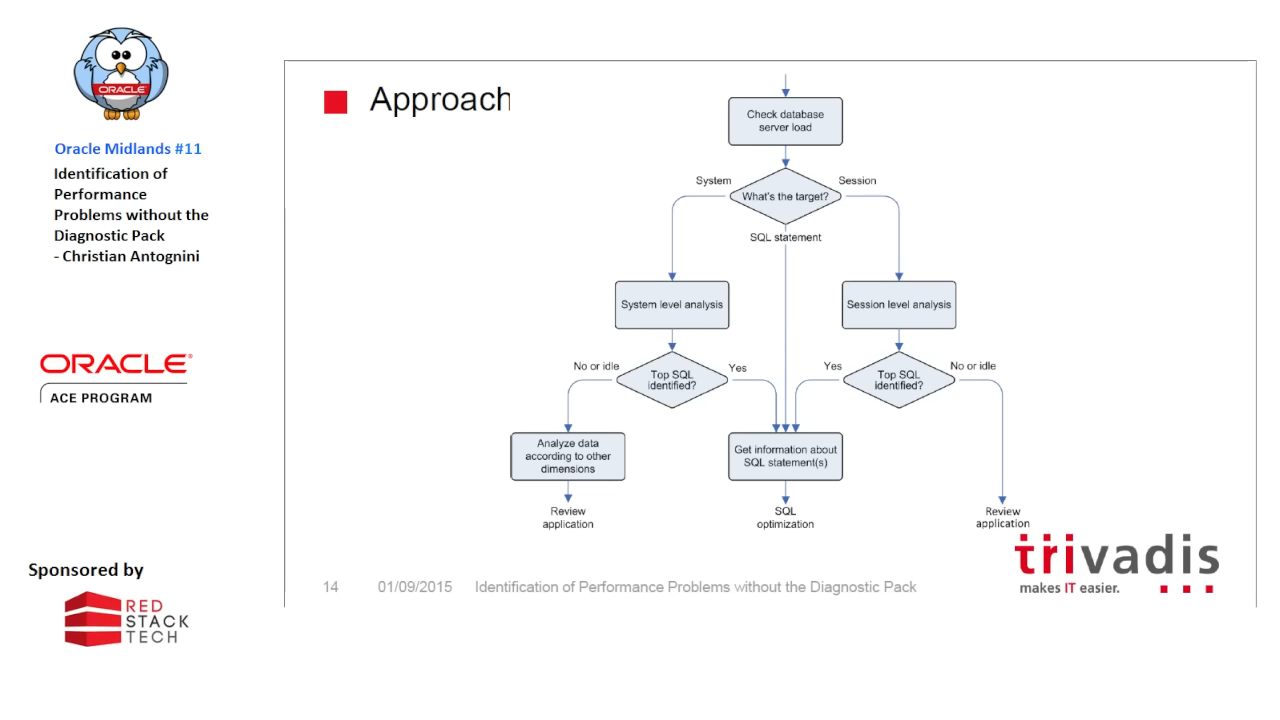 ORACLE
Oracle Midlands #11
Identification of
Performance
Problems without the
Diagnostic Pack
- Christian Antognini
ORACLE®
ACE PROGRAM
Sponsored by
RED
STACK
TECH
Approach
Check database
server load
System
Session
What's the target?
SQL statement
System level analysis
Session level analysis
No or idle
Top SQL
identified?
Yes
Yes
Top SQL
identified?
No or idle
Analyze data
according to other
dimensions
Get information about
SQL statement(s)
Review
application
SQL
optimization
Review
application
trivadis
makes IT easier.
14 01/09/2015 Identification of Performance Problems without the Diagnostic Pack